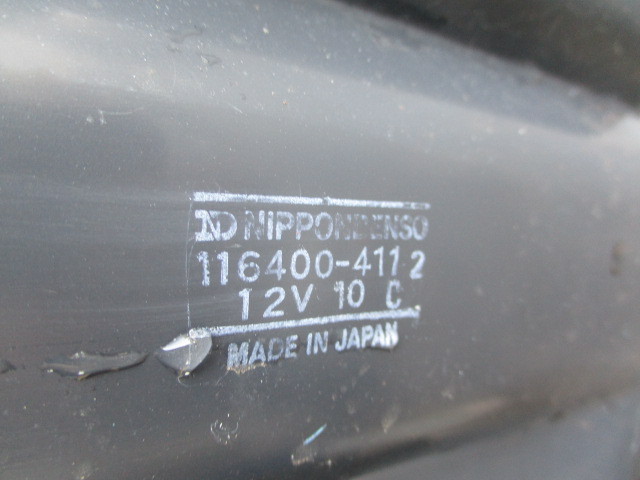 ND NIPPONDENSO
116400-4112
12V 10 C
MADE IN JAPAN